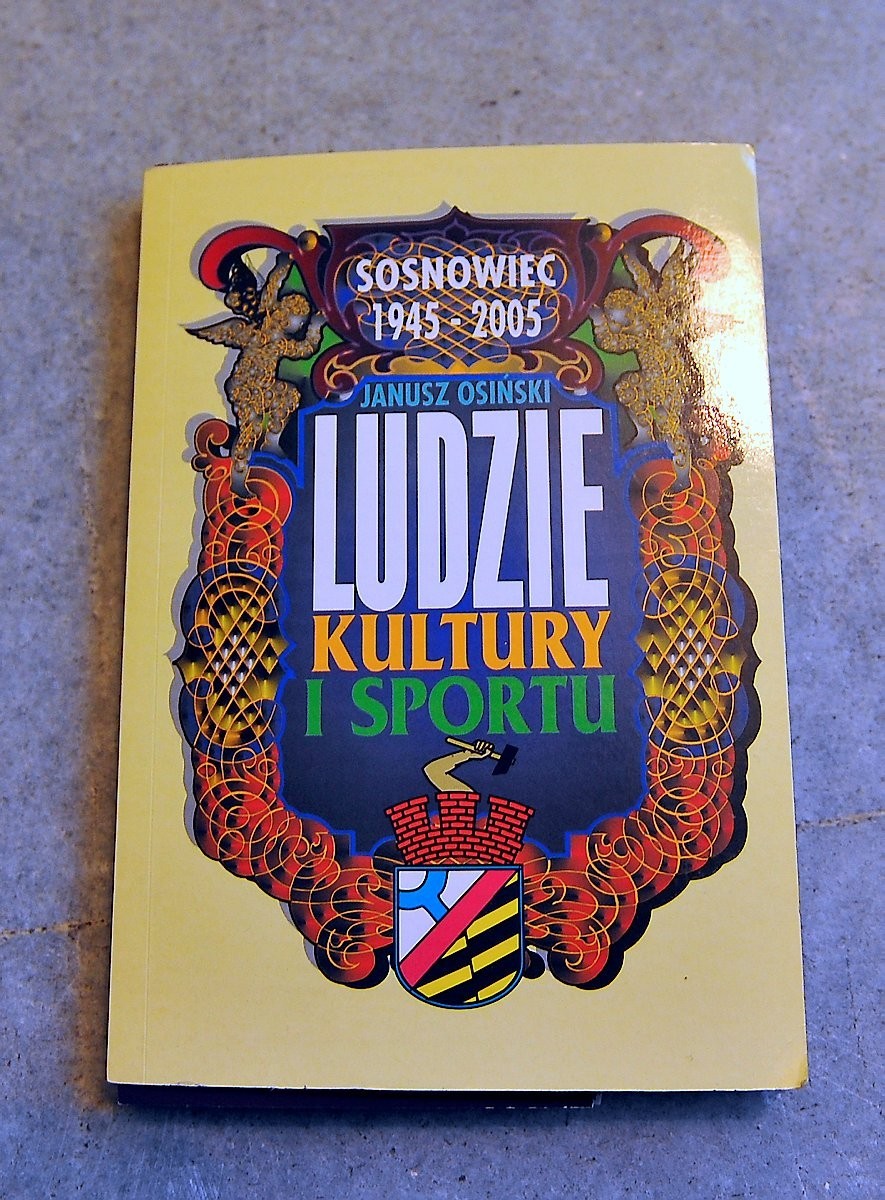 SOSNOWIEC
1945 - 2005
JANUSZ OSIŃSKI
LUDZIE
KULTURY
I SPORTU